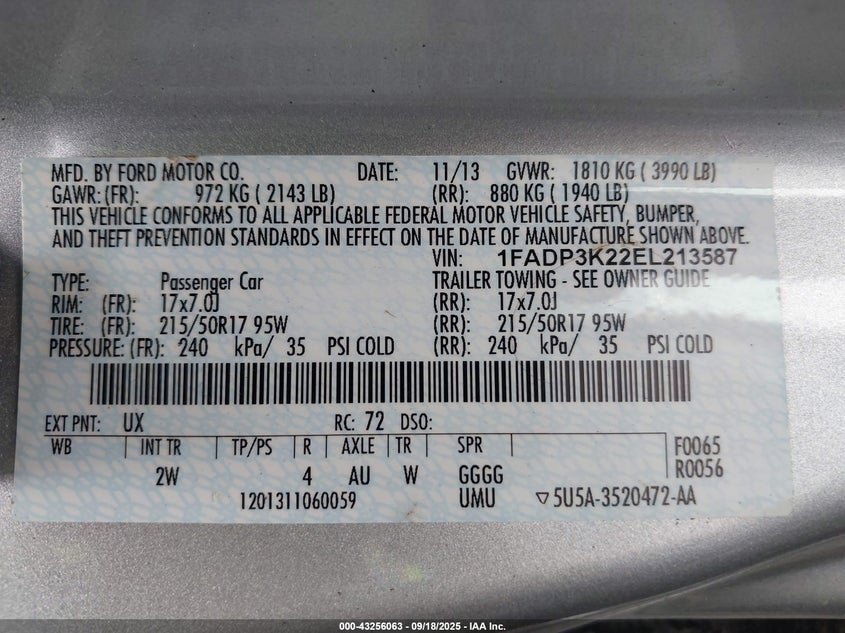 MFD. BY FORD MOTOR CO. DATE: 11/13 GVWR: 1810 KG ( 3990 LB)
GAWR: (FR): 972 KG ( 2143 LB) (RR): 880 KG ( 1940 LB)
THIS VEHICLE CONFORMS TO ALL APPLICABLE FEDERAL MOTOR VEHICLE SAFETY, BUMPER,
AND THEFT PREVENTION STANDARDS IN EFFECT ON THE DATE OF MANUFACTURE SHOWN ABOVE.
VIN: 1FADP3K22EL213587
TYPE: Passenger Car TRAILER TOWING - SEE OWNER GUIDE
RIM: (FR): 17x7.0J (RR): 17x7.0J
TIRE: (FR): 215/50R17 95W (RR): 215/50R17 95W
PRESSURE: (FR): 240 kPa/ 35 PSI COLD (RR): 240 kPa/ 35 PSI COLD
EXT PNT: UX RC: 72 DSO:
WB INT TR TP/PS R AXLE TR SPR F0065
2W 4 AU W GGGG R0056
1201311060059 UMU ▽5U5A-3520472-AA
000-43256063 - 09/18/2025 - IAA Inc.